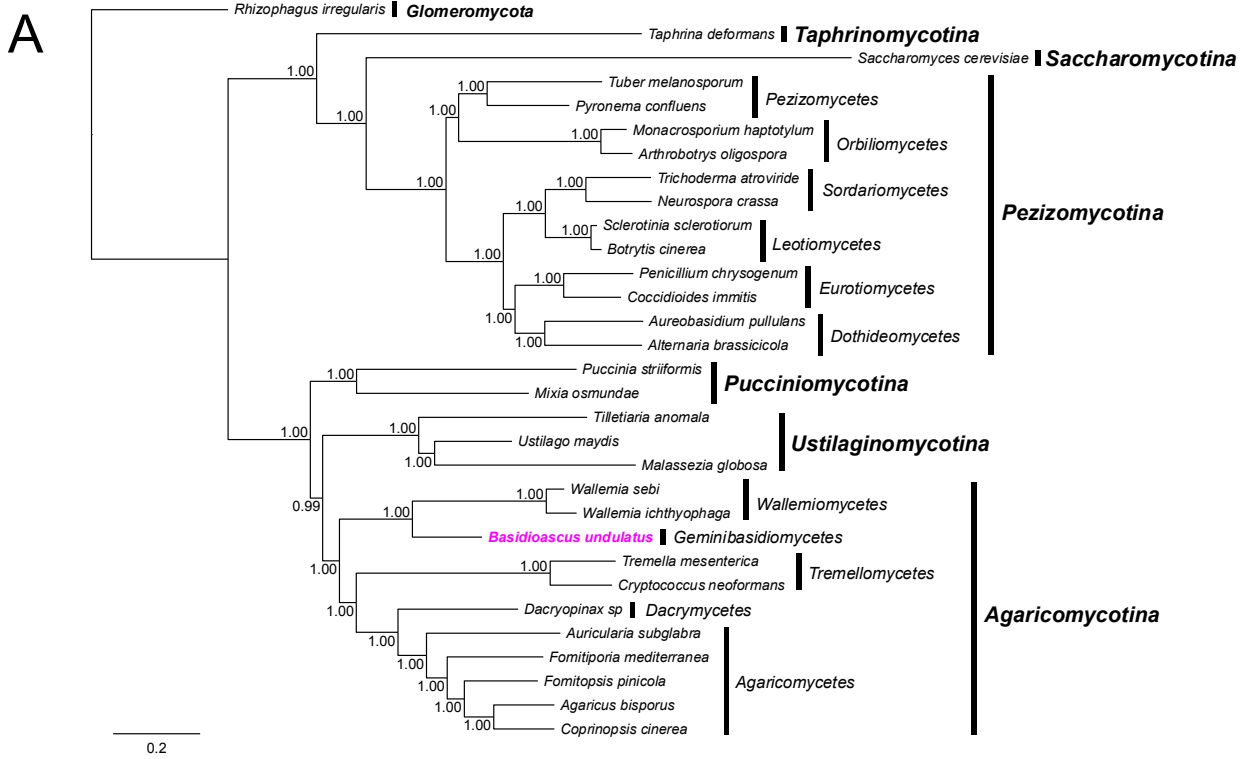 A
Rhizophagus irregularis Glomeromycota
Taphrina deformans Taphrinomycotina
Saccharomyces cerevisiae Saccharomycotina
1.00
Tuber melanosporum
1.00
Pezizomycetes
Pyronema confluens
1.00
1.00
Monacrosporium haptotylum
1.00
Orbiliomycetes
Arthrobotrys oligospora
Trichoderma atroviride
1.00
1.00
Sordariomycetes
Neurospora crassa
1.00
Pezizomycotina
Sclerotinia sclerotiorum
1.00
Leotiomycetes
Botrytis cinerea
1.00
Penicillium chrysogenum
1.00
Eurotiomycetes
Coccidioides immitis
1.00
Aureobasidium pullulans
Dothideomycetes
1.00
Alternaria brassicicola
Puccinia striiformis
1.00
Pucciniomycotina
Mixia osmundae
Tilletiaria anomala
1.00
1.00
Ustilago maydis
Ustilaginomycotina
1.00
Malassezia globosa
Wallemia sebi
1.00
Wallemiomycetes
0.99
Wallemia ichthyophaga
1.00
Basidioascus undulatus Geminibasidiomycetes
Tremella mesenterica
1.00
1.00
Tremellomycetes
Cryptococcus neoformans
1.00
Dacryopinax sp Dacrymycetes
Agaricomycotina
Auricularia subglabra
1.00
Fomitiporia mediterranea
1.00
Fomitopsis pinicola
1.00
Agaricomycetes
Agaricus bisporus
1.00
1.00
Coprinopsis cinerea
0.2